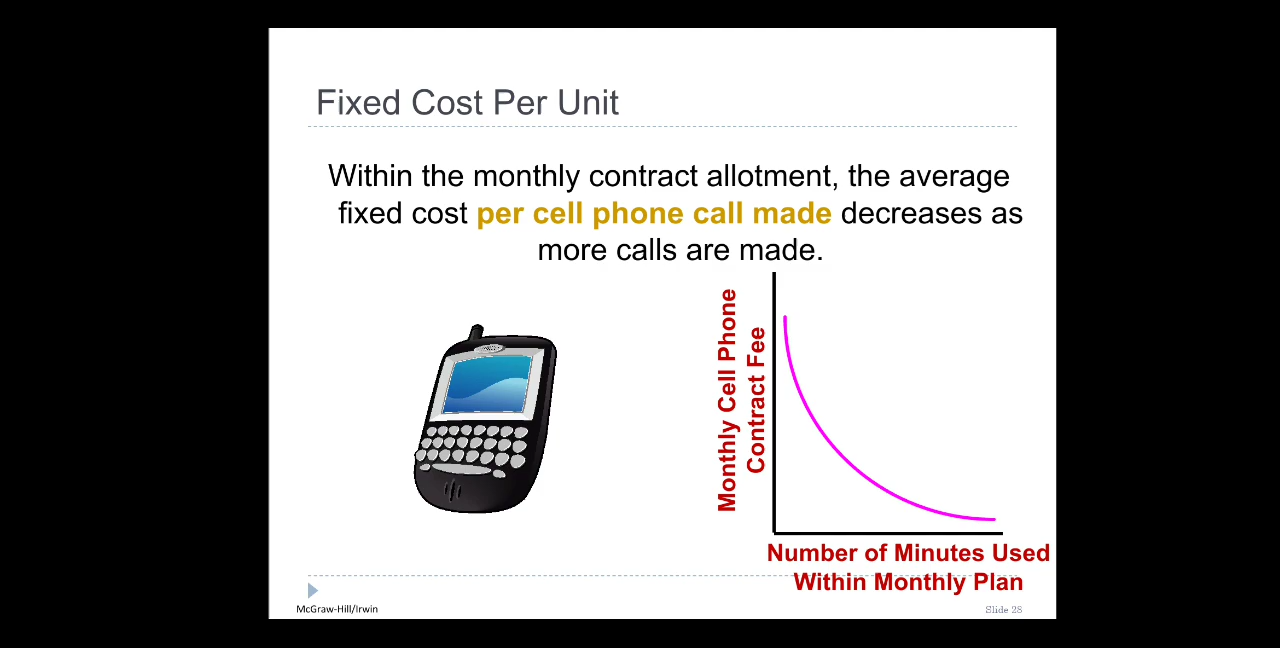 Fixed Cost Per Unit
Within the monthly contract allotment, the average
fixed cost per cell phone call made decreases as
more calls are made.
Monthly Cell Phone
Contract Fee
Number of Minutes Used
Within Monthly Plan
McGraw-Hill/Irwin
Slide 28